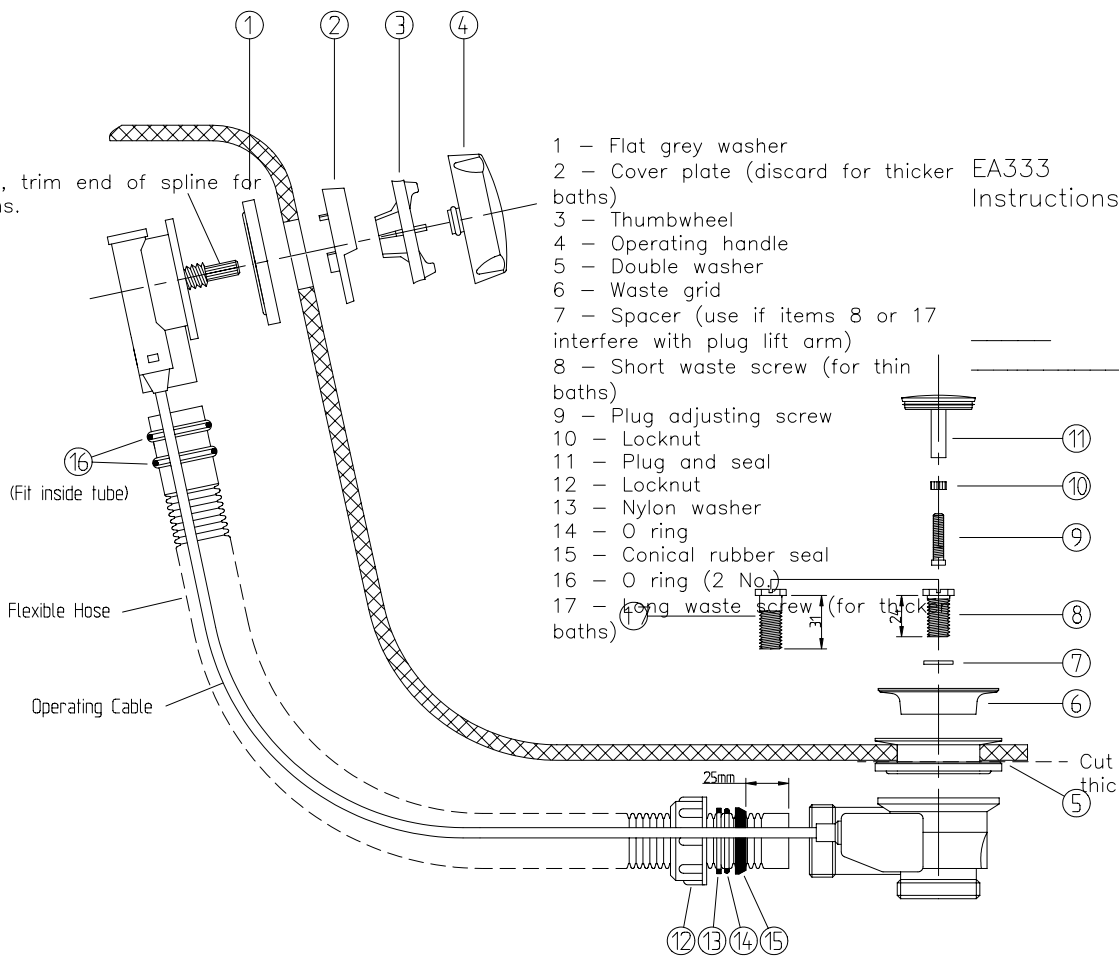 1
2
3
4
, trim end of spline for
ns.
1 – Flat grey washer
2 – Cover plate (discard for thicker
baths)
3 – Thumbwheel
4 – Operating handle
5 – Double washer
6 – Waste grid
7 – Spacer (use if items 8 or 17
interfere with plug lift arm)
8 – Short waste screw (for thin
baths)
9 – Plug adjusting screw
10 – Locknut
11 – Plug and seal
12 – Locknut
13 – Nylon washer
14 – O ring
15 – Conical rubber seal
16 – O ring (2 No.)
17 – Long waste screw (for thicker
baths)
EA333
Instructions
16
(Fit inside tube)
Flexible Hose
Operating Cable
11
10
9
17
31
24
8
7
6
Cut
thic
5
25mm
12
13
14
15